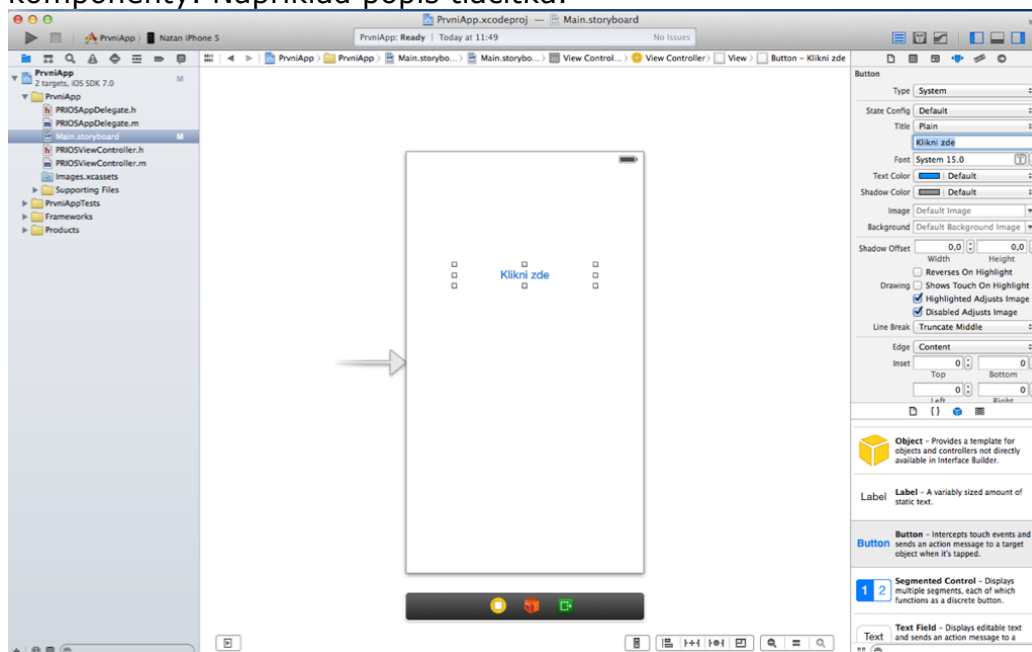 komponenty. Například popis tlačítka.
PrvniApp.xcodeproj — Main.storyboard
PrvniApp ⟩ Natan iPhone 5
PrvniApp: Ready | Today at 11:49
No Issues
PrvniApp ⟩ PrvniApp ⟩ Main.storybo... ⟩ Main.storybo... ⟩ View Control... ⟩ View Controller ⟩ View ⟩ Button – Klikni zde
PrvniApp M
2 targets, iOS SDK 7.0
PrvniApp
PRIOSAppDelegate.h
PRIOSAppDelegate.m
Main.storyboard M
PRIOSViewController.h
PRIOSViewController.m
Images.xcassets
Supporting Files
PrvniAppTests
Frameworks
Products
Klikni zde
Button
Type System
State Config Default
Title Plain
Klikni zde
Font System 15.0
Text Color Default
Shadow Color Default
Image Default Image
Background Default Background Image
Shadow Offset 0,0 0,0
Width Height
Reverses On Highlight
Drawing Shows Touch On Highlight
Highlighted Adjusts Image
Disabled Adjusts Image
Line Break Truncate Middle
Edge Content
Inset 0 0
Top Bottom
0 0
Left Right
Object – Provides a template for
objects and controllers not directly
available in Interface Builder.
Label
Label – A variably sized amount of
static text.
Button
Button – Intercepts touch events and
sends an action message to a target
object when it's tapped.
1 2
Segmented Control – Displays
multiple segments, each of which
functions as a discrete button.
Text
Text Field – Displays editable text
and sends an action message to a